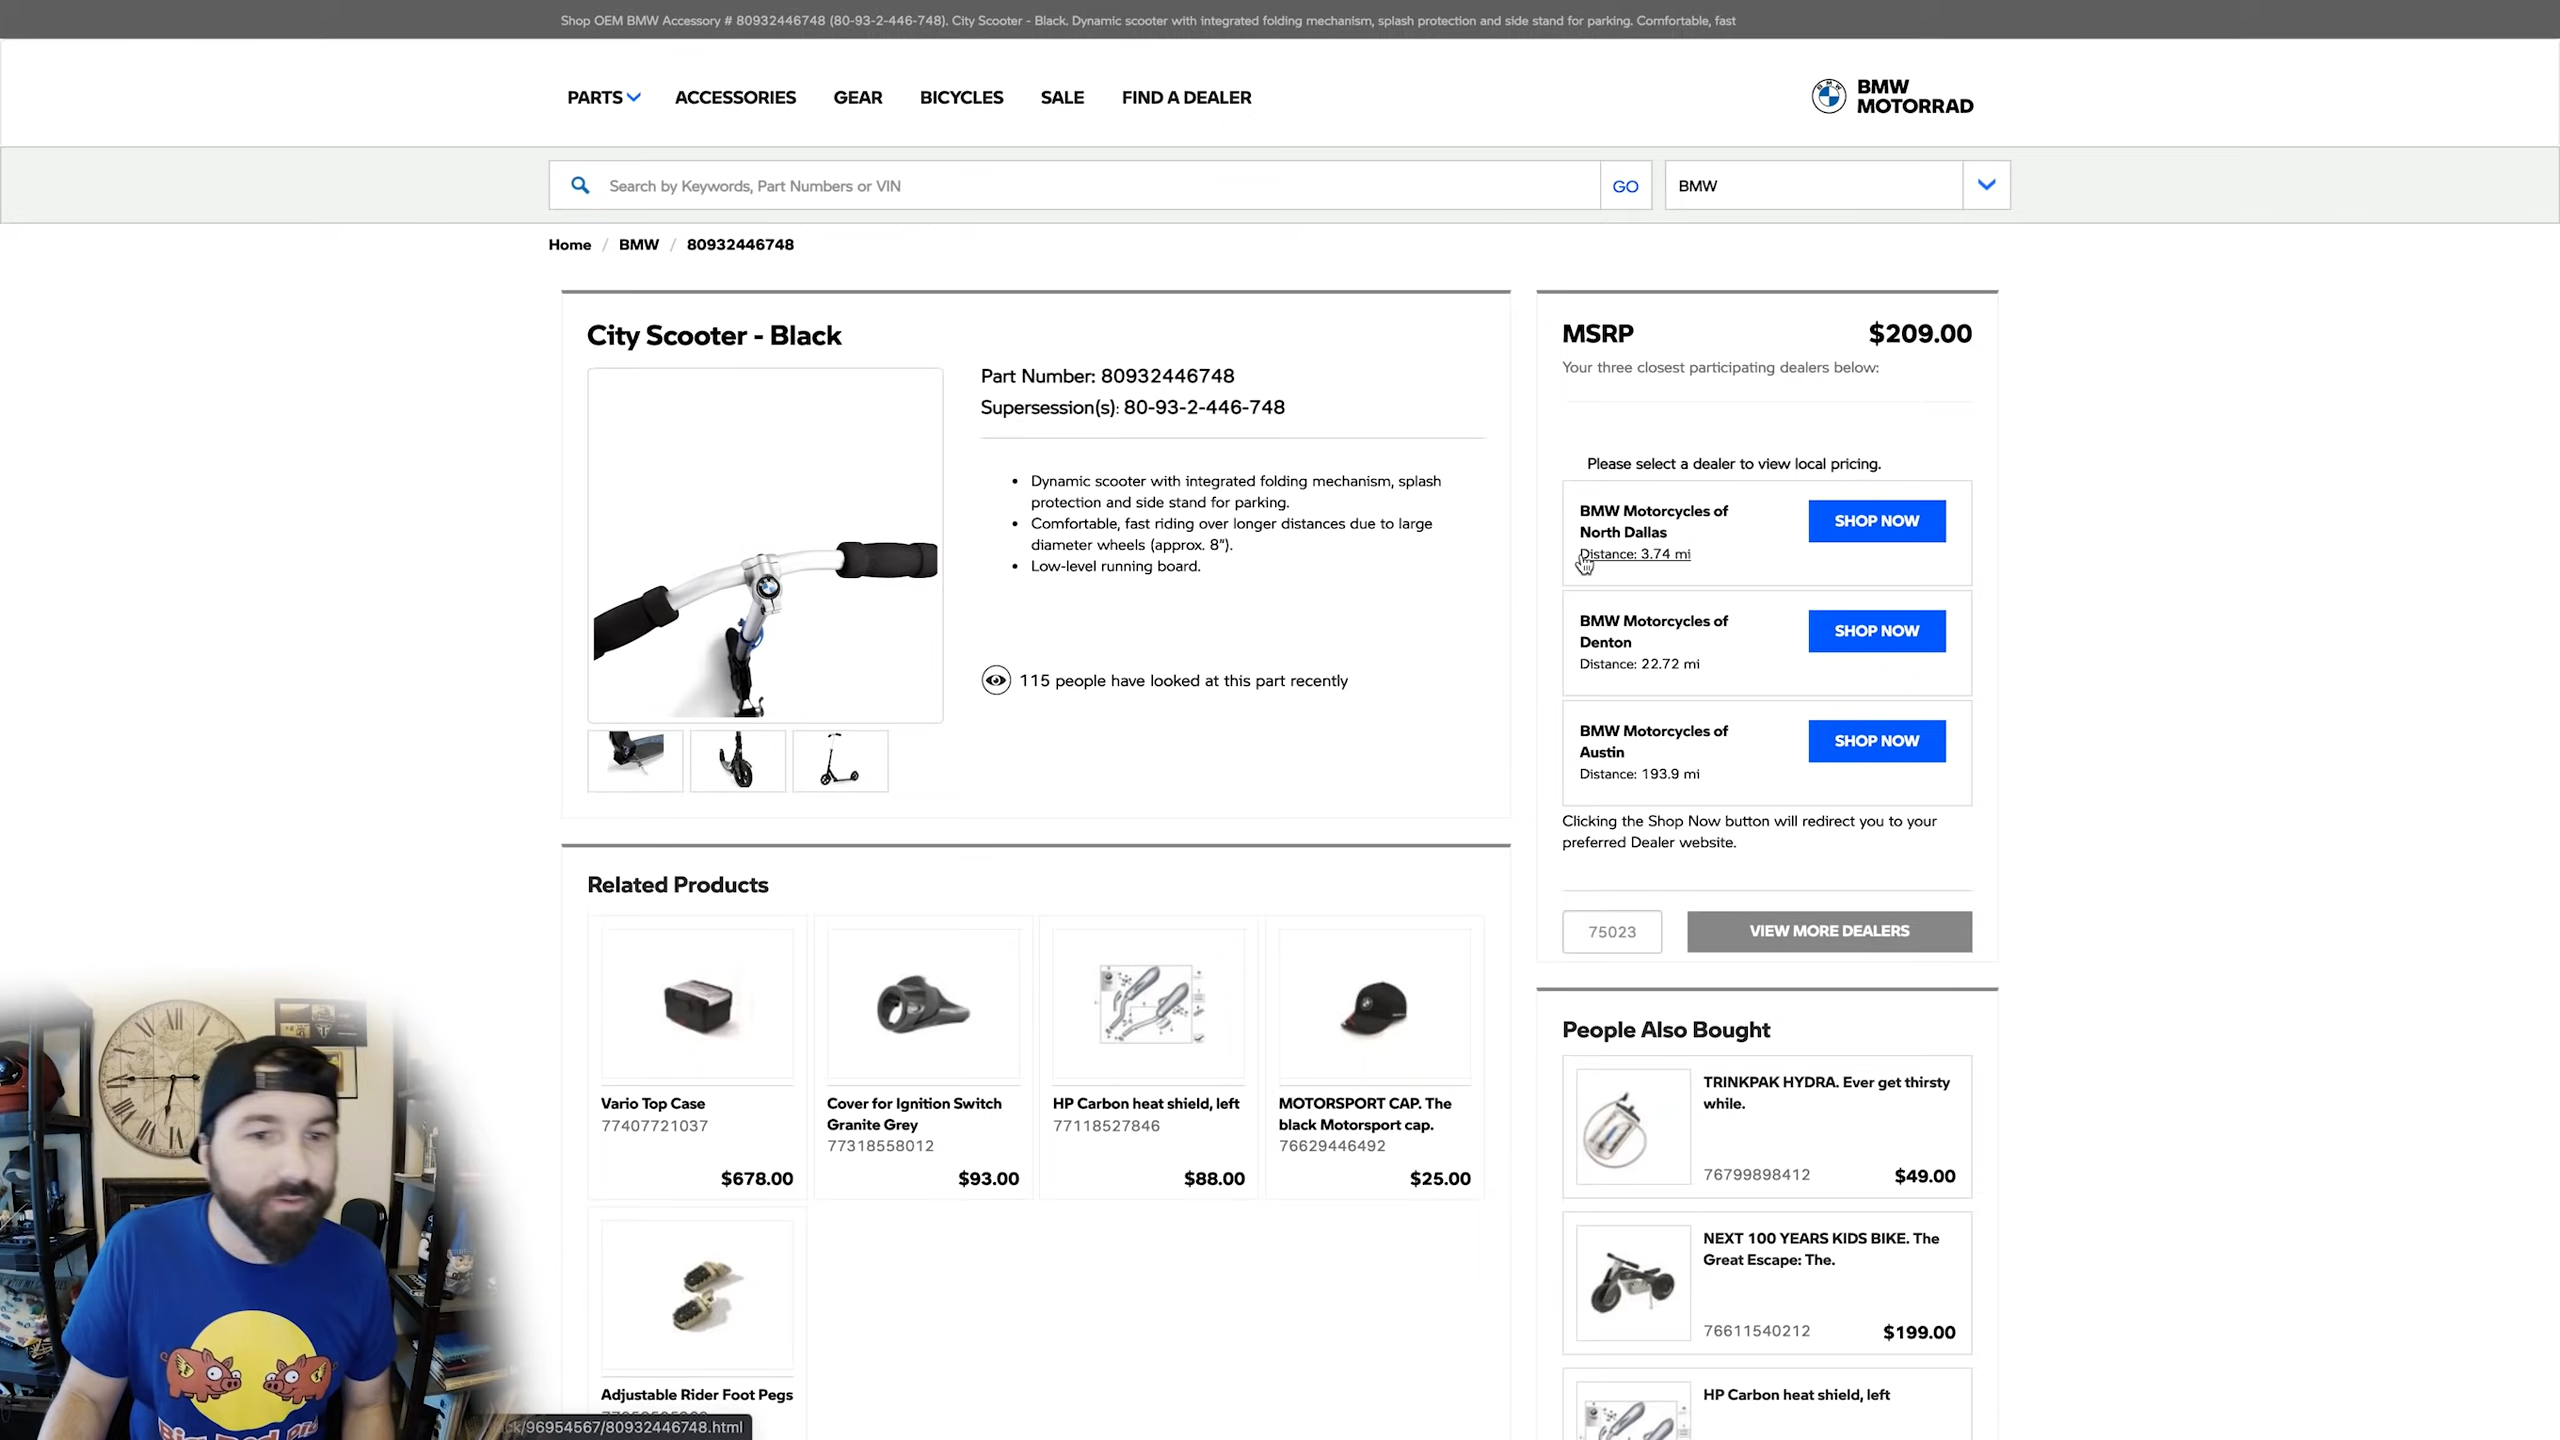 Shop OEM BMW Accessory # 80932446748 (80-93-2-446-748). City Scooter - Black. Dynamic scooter with integrated folding mechanism, splash protection and side stand for parking. Comfortable, fast
PARTS ACCESSORIES GEAR BICYCLES SALE FIND A DEALER
BMW
MOTORRAD
Search by Keywords, Part Numbers or VIN
GO
BMW
Home / BMW / 80932446748
City Scooter - Black
Part Number: 80932446748
Supersession(s): 80-93-2-446-748
• Dynamic scooter with integrated folding mechanism, splash
protection and side stand for parking.
• Comfortable, fast riding over longer distances due to large
diameter wheels (approx. 8").
• Low-level running board.
115 people have looked at this part recently
MSRP $209.00
Your three closest participating dealers below:
Please select a dealer to view local pricing.
BMW Motorcycles of
North Dallas
Distance: 3.74 mi
SHOP NOW
BMW Motorcycles of
Denton
Distance: 22.72 mi
SHOP NOW
BMW Motorcycles of
Austin
Distance: 193.9 mi
SHOP NOW
Clicking the Shop Now button will redirect you to your
preferred Dealer website.
75023
VIEW MORE DEALERS
Related Products
Vario Top Case
77407721037
$678.00
Cover for Ignition Switch
Granite Grey
77318558012
$93.00
HP Carbon heat shield, left
77118527846
$88.00
MOTORSPORT CAP. The
black Motorsport cap.
76629446492
$25.00
Adjustable Rider Foot Pegs
People Also Bought
TRINKPAK HYDRA. Ever get thirsty
while.
76799898412 $49.00
NEXT 100 YEARS KIDS BIKE. The
Great Escape: The.
76611540212 $199.00
HP Carbon heat shield, left
ck/96954567/80932446748.html